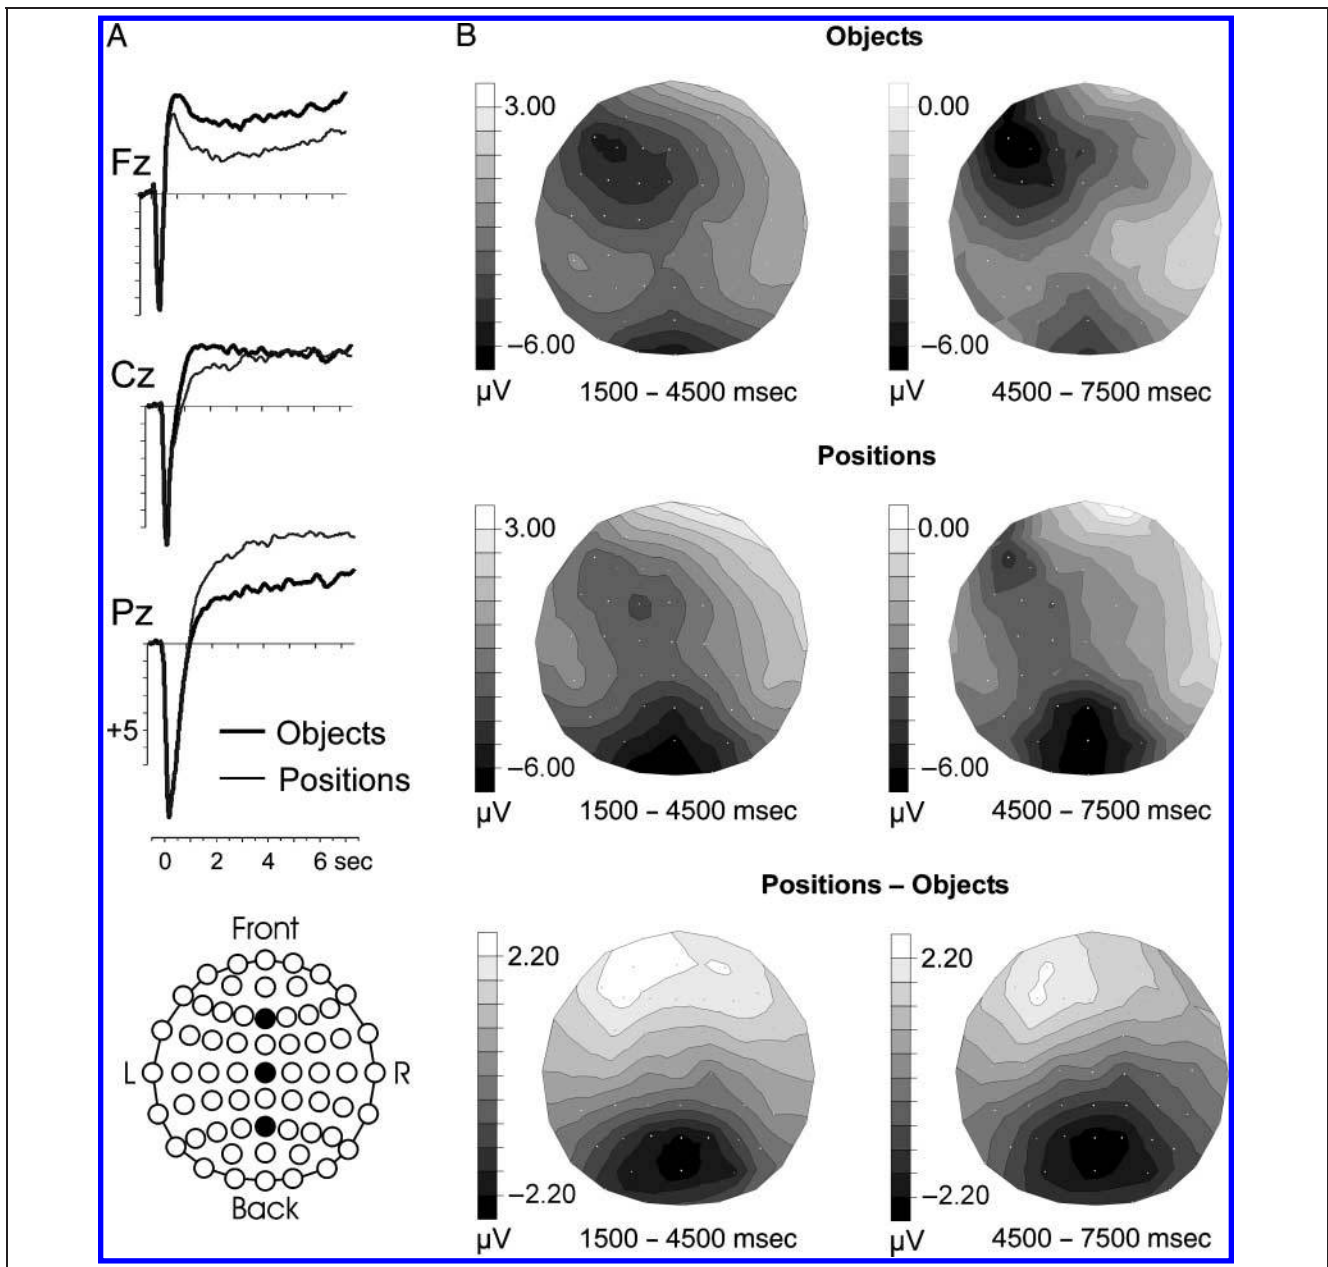 A
Fz
Cz
Pz
+5
Objects
Positions
0 2 4 6 sec
Front
L R
Back
B
Objects
3.00
–6.00
µV
1500 – 4500 msec
0.00
–6.00
µV
4500 – 7500 msec
Positions
3.00
–6.00
µV
1500 – 4500 msec
0.00
–6.00
µV
4500 – 7500 msec
Positions – Objects
2.20
–2.20
µV
1500 – 4500 msec
2.20
–2.20
µV
4500 – 7500 msec